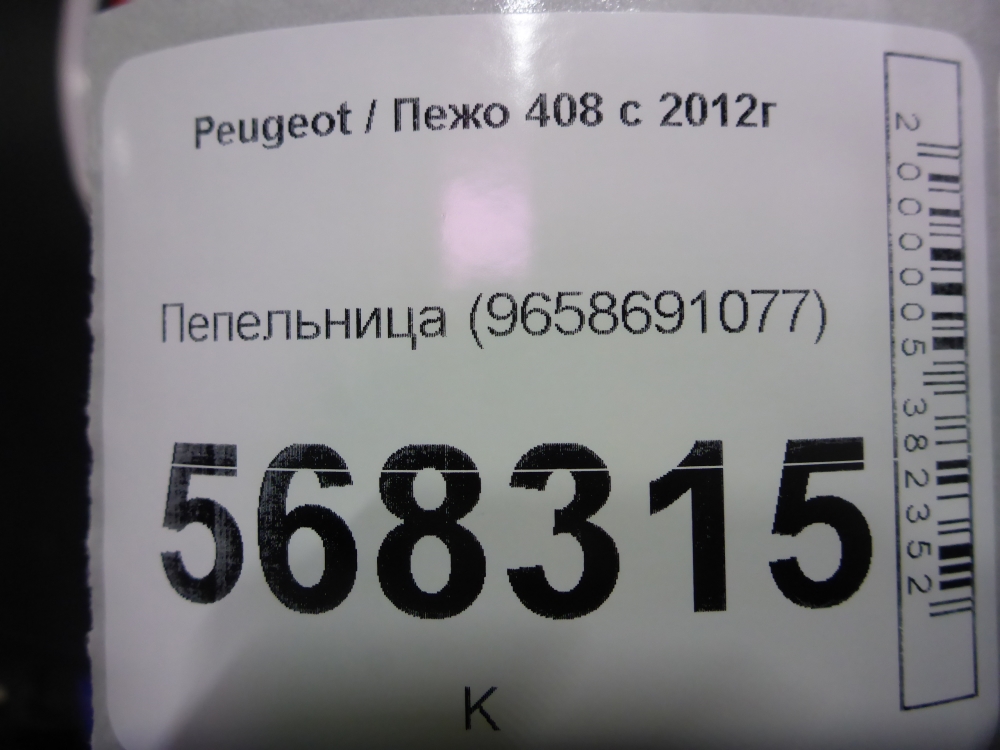 Peugeot / Пежо 408 с 2012г
Пепельница (9658691077)
568315
К
2000005382352